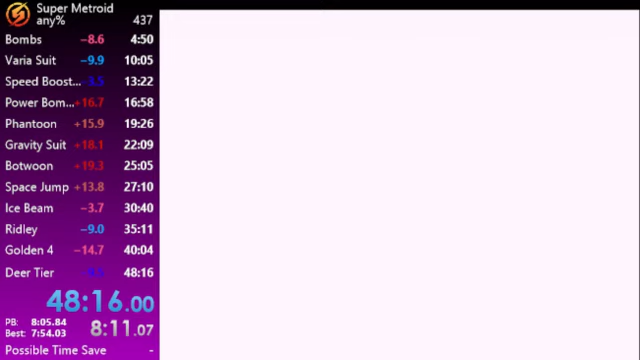 Super Metroid
any% 437
Bombs −8.6 4:50
Varia Suit −9.9 10:05
Speed Boost... −3.5 13:22
Power Bom... +16.7 16:58
Phantoon +15.9 19:26
Gravity Suit +18.1 22:09
Botwoon +19.3 25:05
Space Jump +13.8 27:10
Ice Beam −3.7 30:40
Ridley −9.0 35:11
Golden 4 −14.7 40:04
Deer Tier 48:16
48:16.00
PB: 8:05.84
Best: 7:54.03 8:11.07
Possible Time Save -